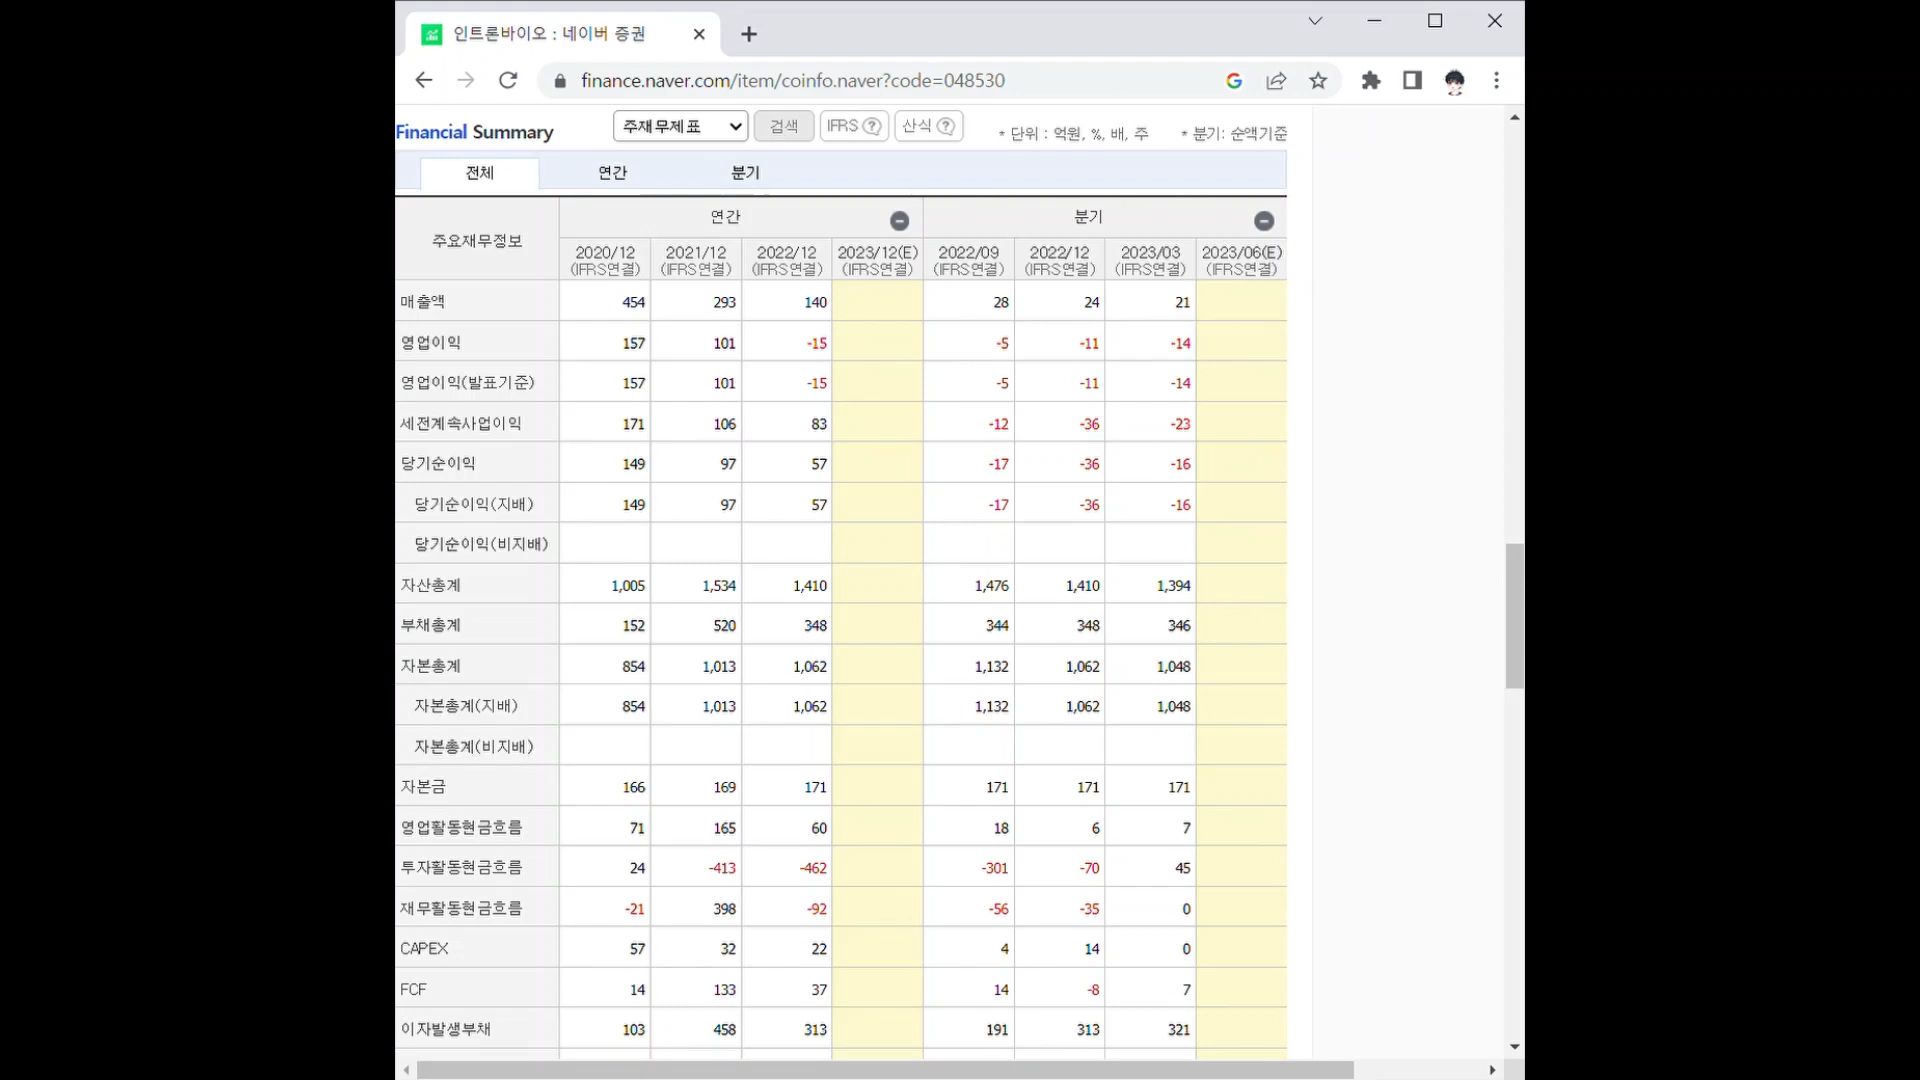 인트론바이오 : 네이버 증권
finance.naver.com/item/coinfo.naver?code=048530
Financial Summary 주재무제표 검색 IFRS ? 산식 ? * 단위 : 억원, %, 배, 주 * 분기: 순액기준
전체 연간 분기
주요재무정보 연간 분기
2020/12 2021/12 2022/12 2023/12(E) 2022/09 2022/12 2023/03 2023/06(E)
(IFRS연결) (IFRS연결) (IFRS연결) (IFRS연결) (IFRS연결) (IFRS연결) (IFRS연결) (IFRS연결)
매출액 454 293 140 28 24 21
영업이익 157 101 -15 -5 -11 -14
영업이익(발표기준) 157 101 -15 -5 -11 -14
세전계속사업이익 171 106 83 -12 -36 -23
당기순이익 149 97 57 -17 -36 -16
당기순이익(지배) 149 97 57 -17 -36 -16
당기순이익(비지배)
자산총계 1,005 1,534 1,410 1,476 1,410 1,394
부채총계 152 520 348 344 348 346
자본총계 854 1,013 1,062 1,132 1,062 1,048
자본총계(지배) 854 1,013 1,062 1,132 1,062 1,048
자본총계(비지배)
자본금 166 169 171 171 171 171
영업활동현금흐름 71 165 60 18 6 7
투자활동현금흐름 24 -413 -462 -301 -70 45
재무활동현금흐름 -21 398 -92 -56 -35 0
CAPEX 57 32 22 4 14 0
FCF 14 133 37 14 -8 7
이자발생부채 103 458 313 191 313 321